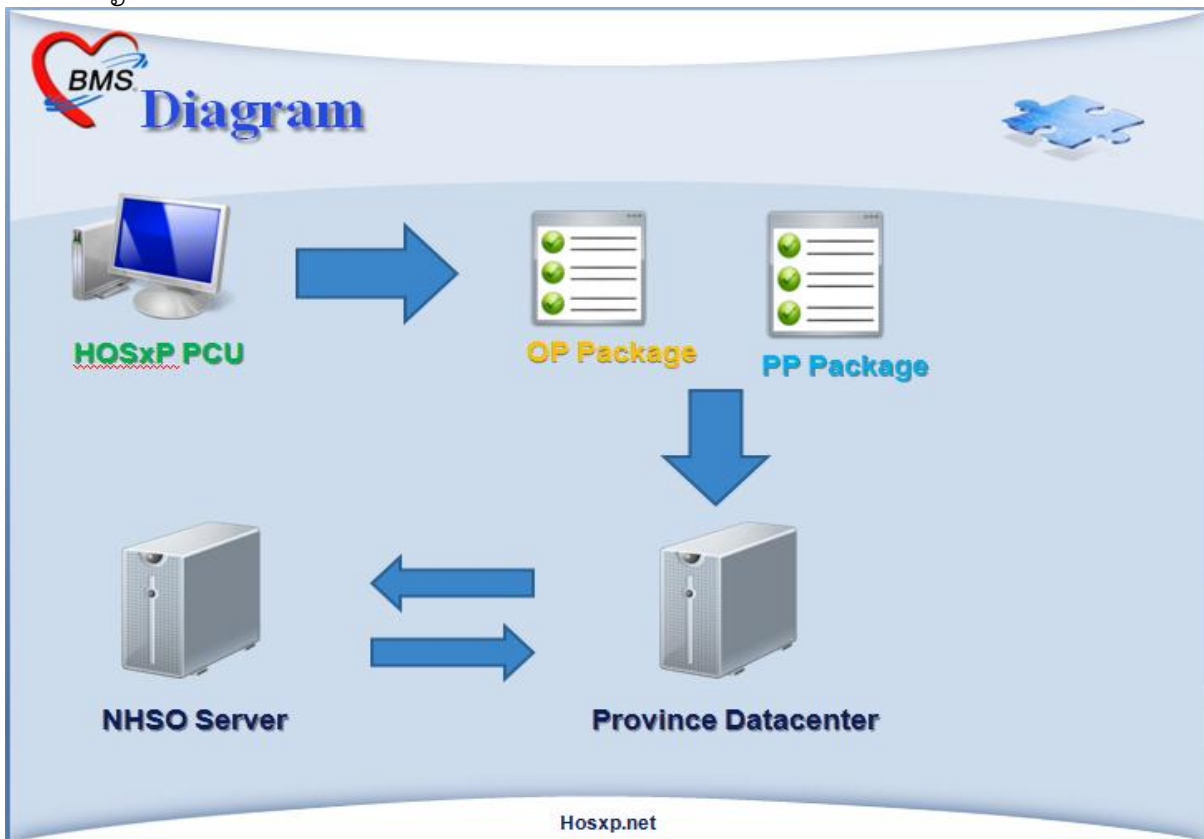 BMS
Diagram
HOSxP PCU
OP Package
PP Package
NHSO Server
Province Datacenter
Hosxp.net